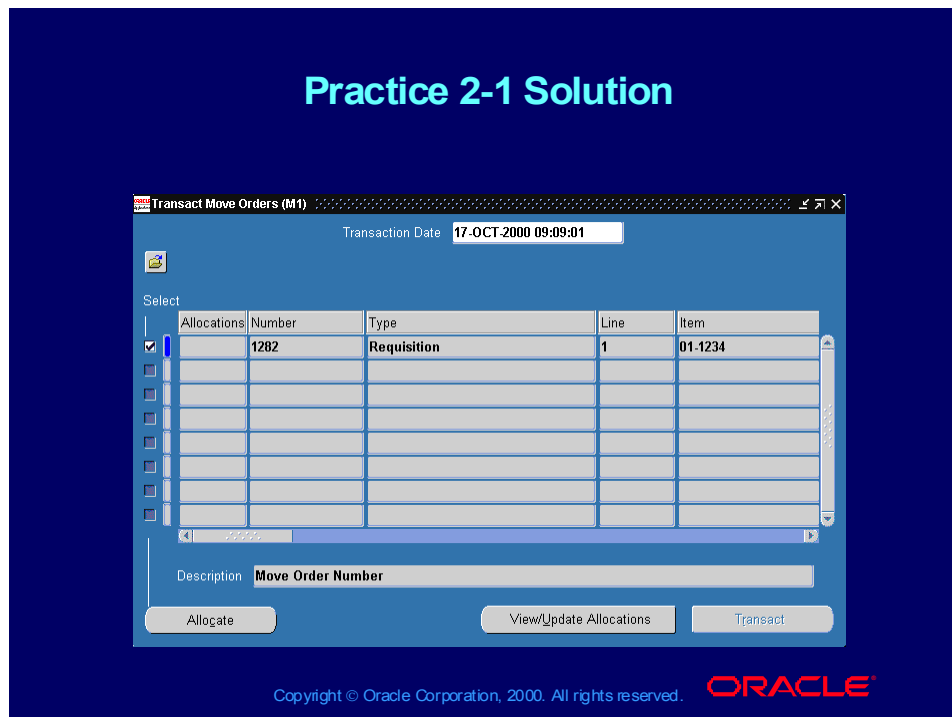 Practice 2-1 Solution
Transact Move Orders (M1)
Transaction Date 17-OCT-2000 09:09:01
Select
Allocations Number Type Line Item
1282 Requisition 1 01-1234
Description Move Order Number
Allocate View/Update Allocations Transact
Copyright © Oracle Corporation, 2000. All rights reserved. ORACLE®